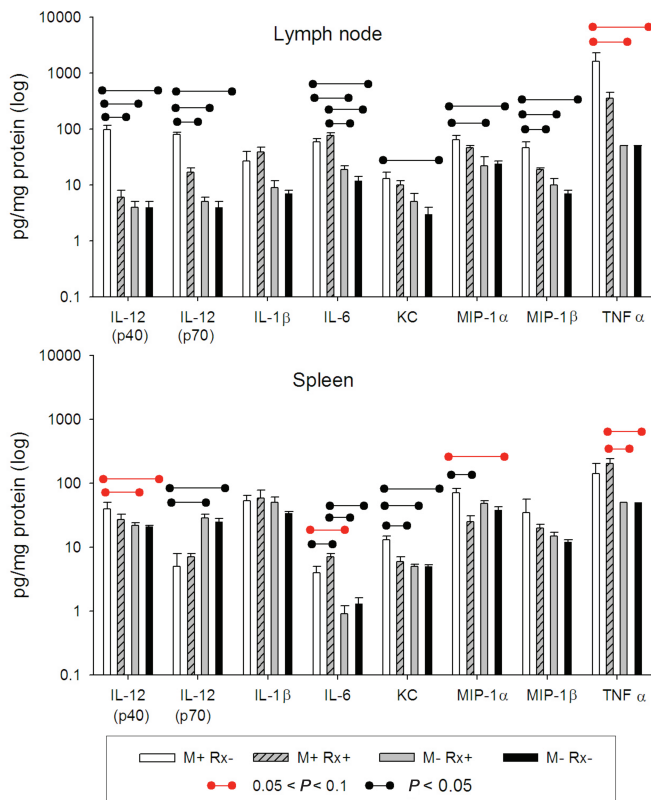 Lymph node
pg/mg protein (log)
10000
1000
100
10
1
0.1
IL-12 IL-12 IL-1β IL-6 KC MIP-1α MIP-1β TNF α
(p40) (p70)
Spleen
pg/mg protein (log)
10000
1000
100
10
1
0.1
IL-12 IL-12 IL-1β IL-6 KC MIP-1α MIP-1β TNF α
(p40) (p70)
M+ Rx- M+ Rx+ M- Rx+ M- Rx-
0.05 < P < 0.1 P < 0.05